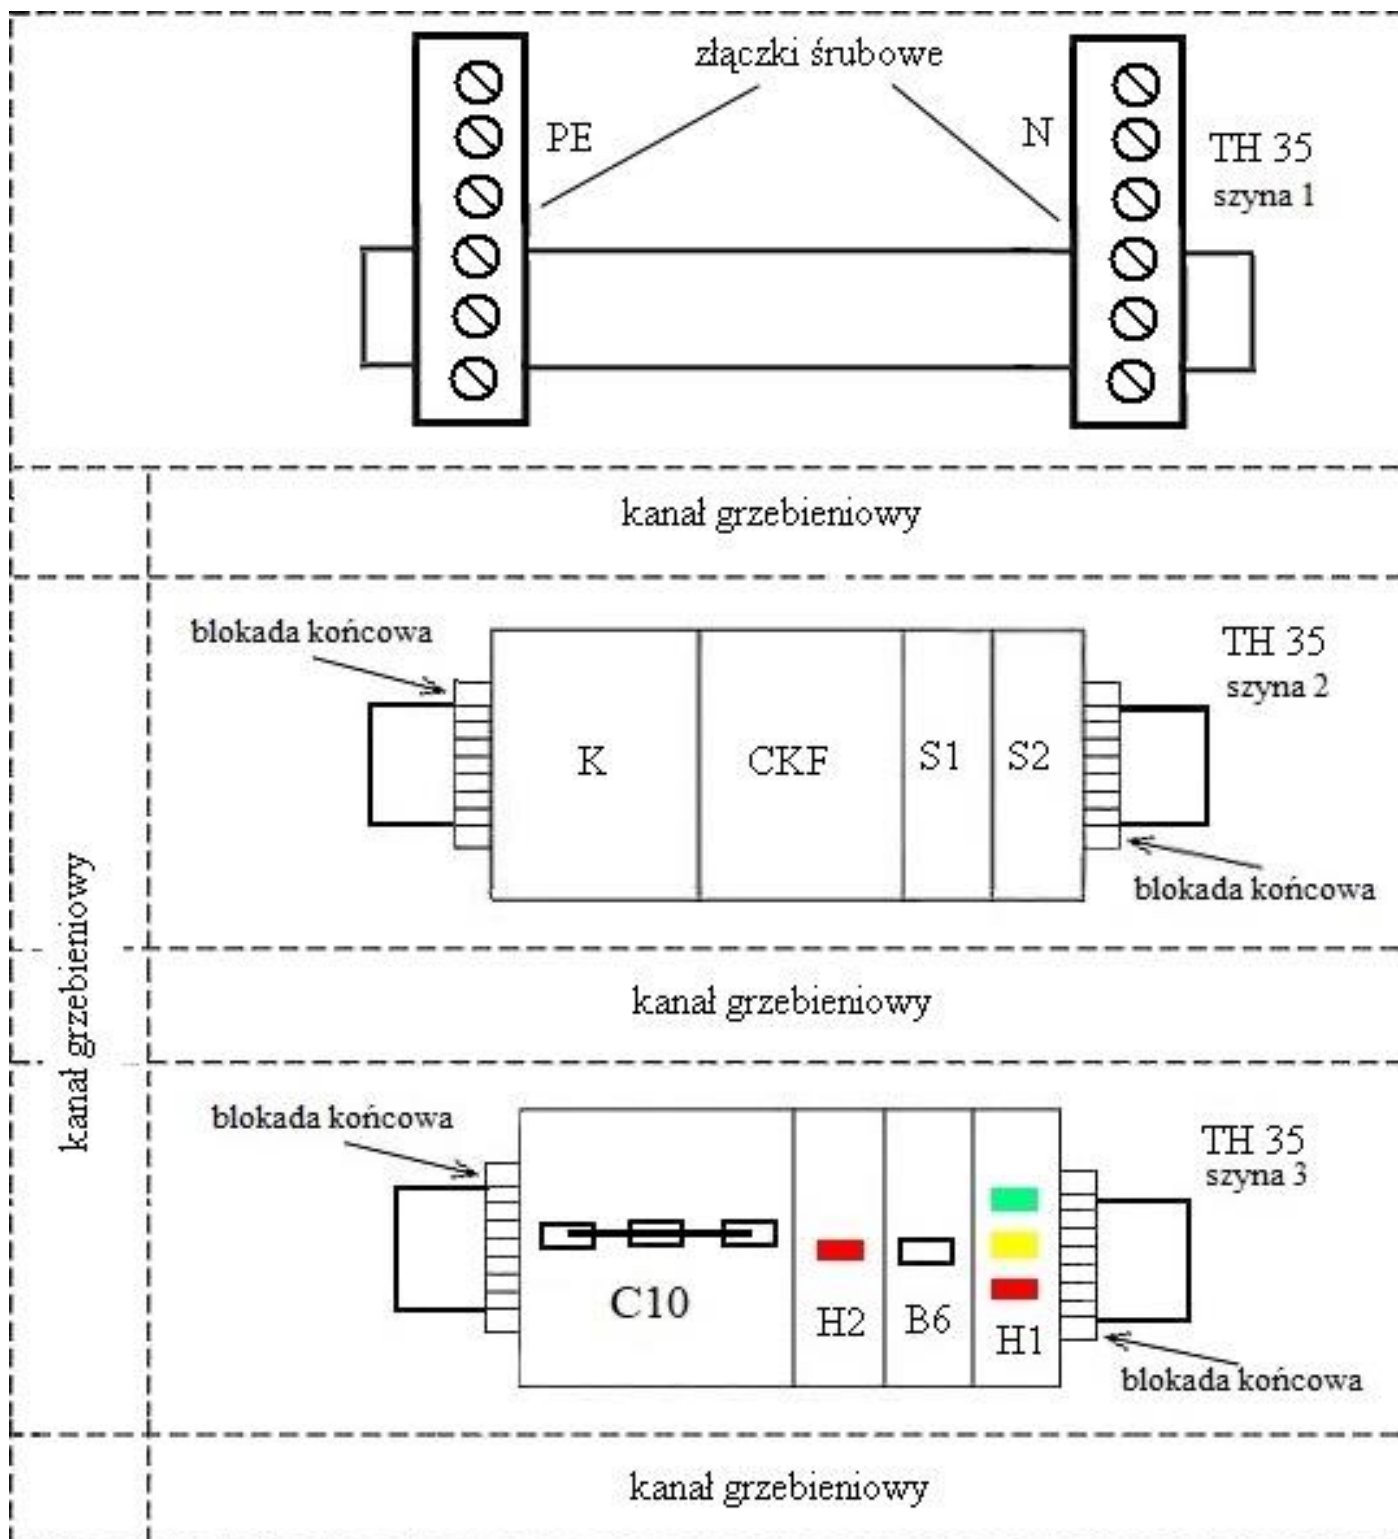 złączki śrubowe
PE
N
TH 35
szyna 1
kanał grzebieniowy
blokada końcowa
TH 35
szyna 2
K
CKF
S1
S2
blokada końcowa
kanał grzebieniowy
kanał grzebieniowy
blokada końcowa
TH 35
szyna 3
C10
H2
B6
H1
blokada końcowa
kanał grzebieniowy